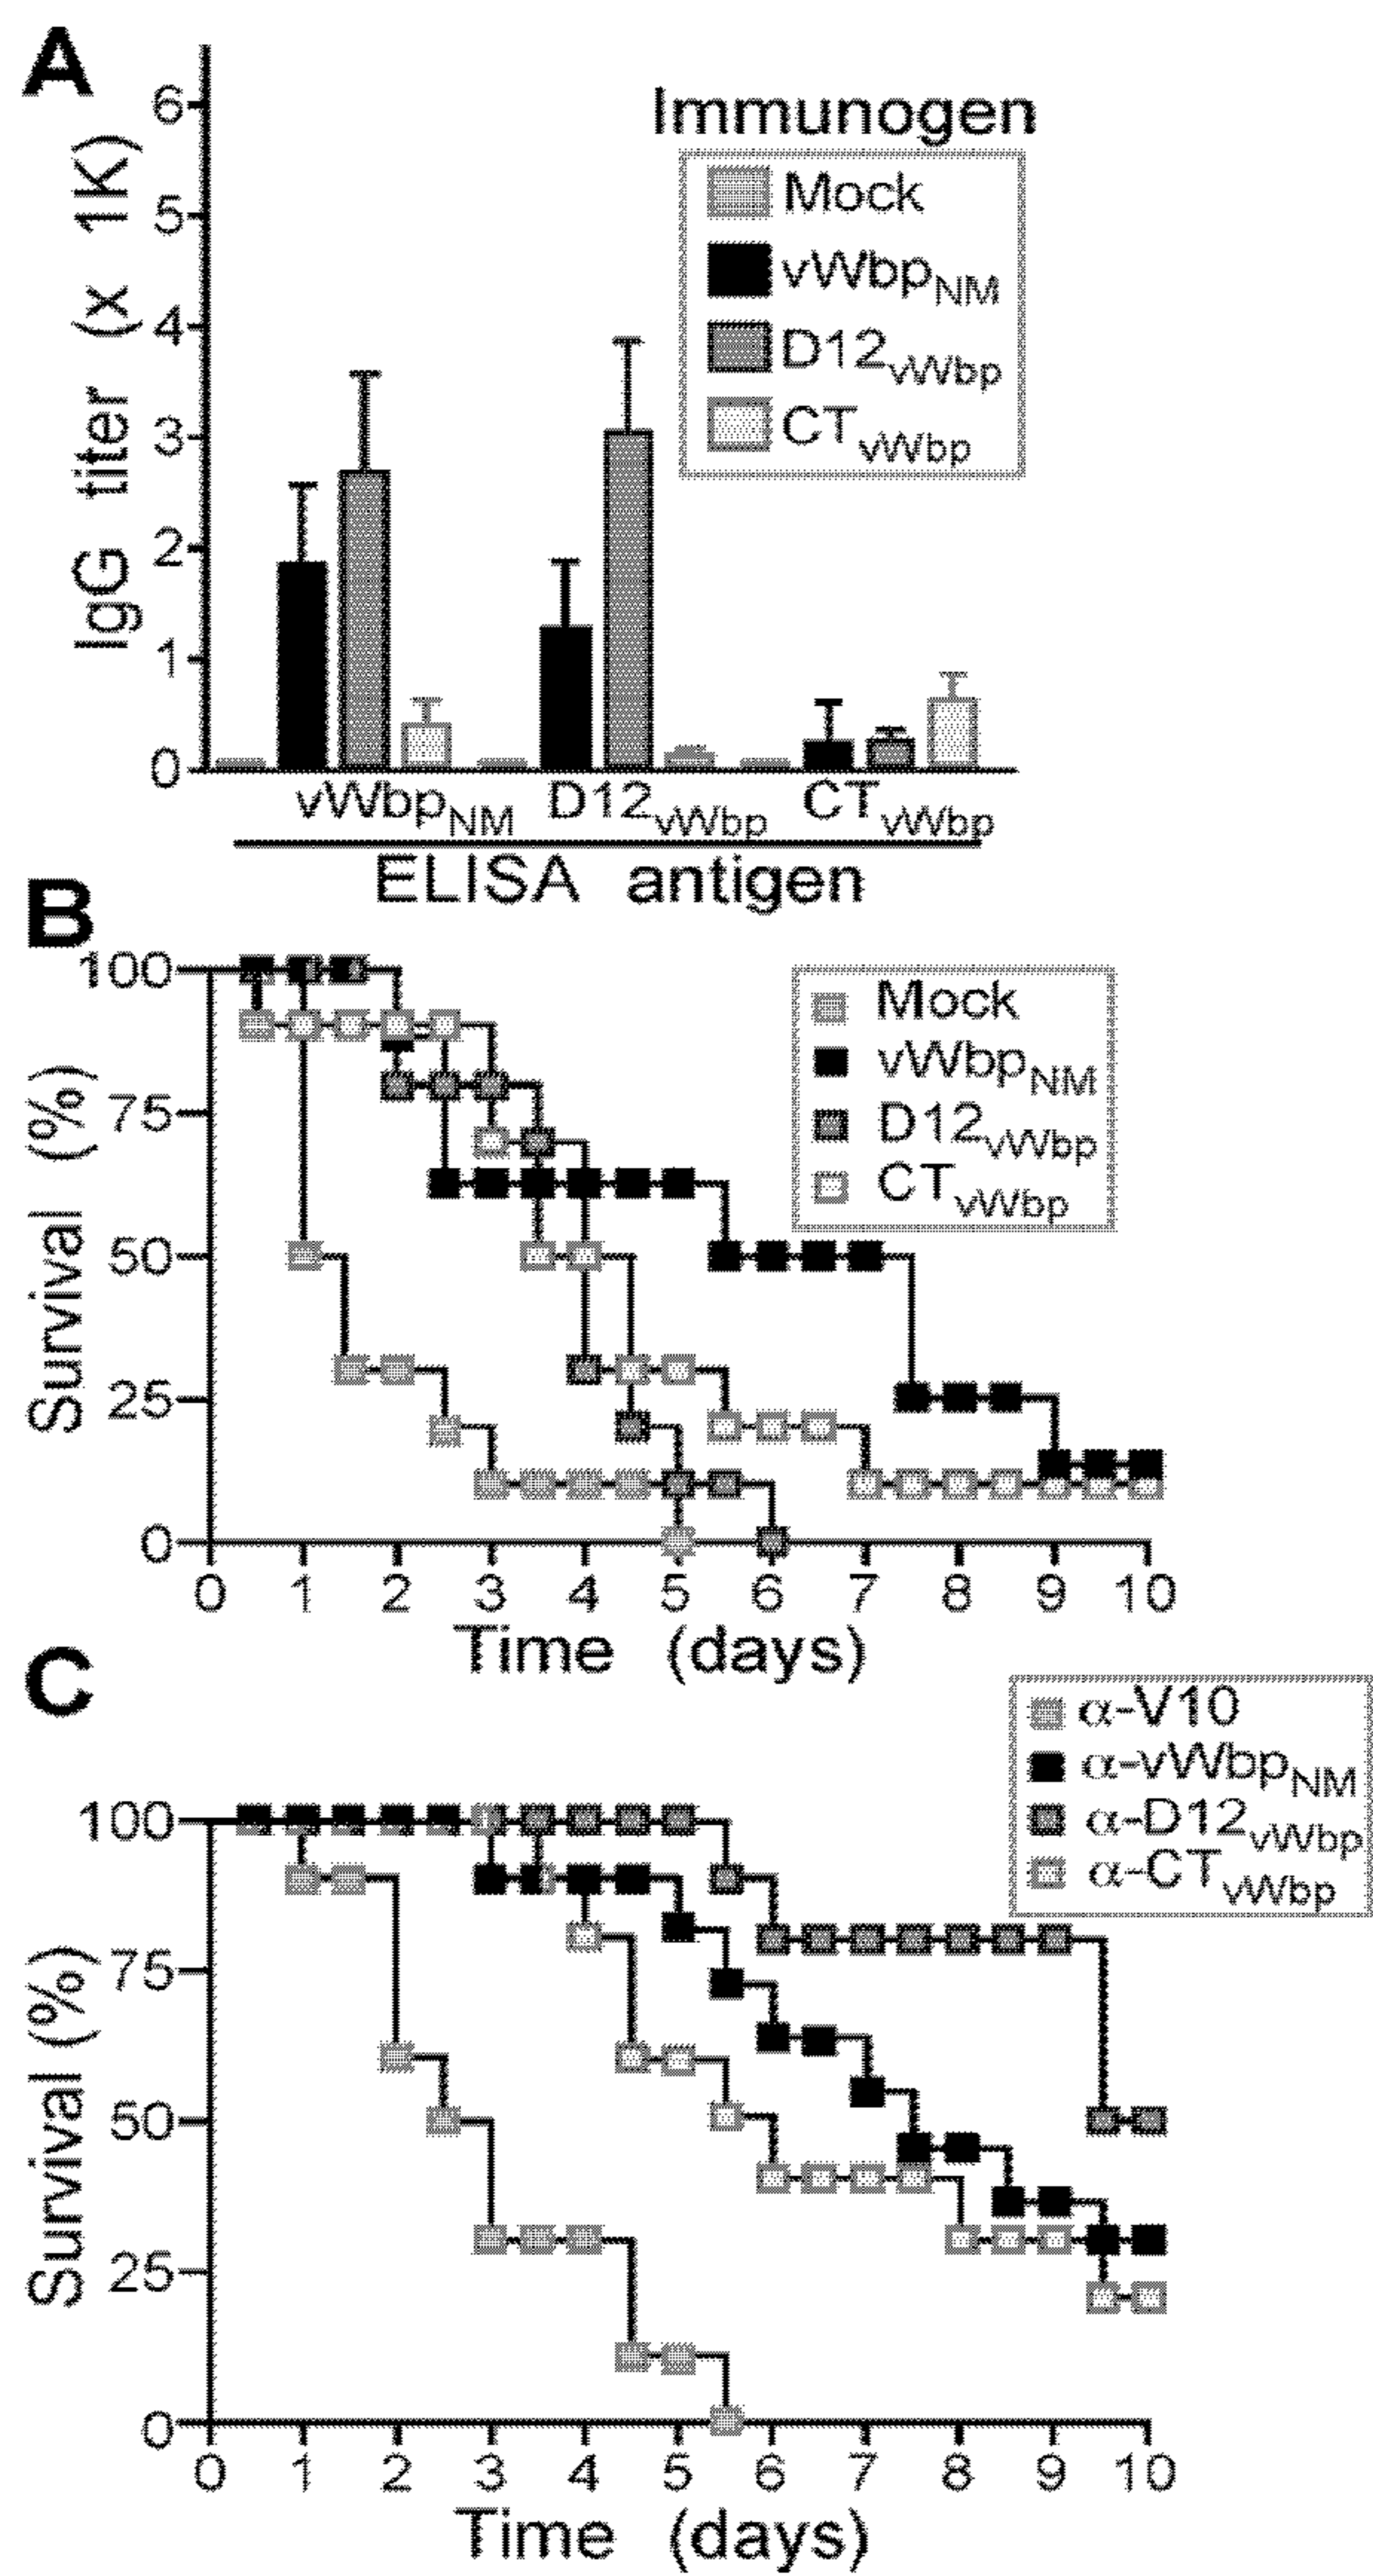 A
IgG titer (x 1K)
6
5
4
3
2
1
0
Immunogen
Mock
vWbpNM
D12vWbp
CTvWbp
vWbpNM D12vWbp CTvWbp
ELISA antigen
B
Survival (%)
100
75
50
25
0
Mock
vWbpNM
D12vWbp
CTvWbp
0 1 2 3 4 5 6 7 8 9 10
Time (days)
C
Survival (%)
100
75
50
25
0
α-V10
α-vWbpNM
α-D12vWbp
α-CTvWbp
0 1 2 3 4 5 6 7 8 9 10
Time (days)